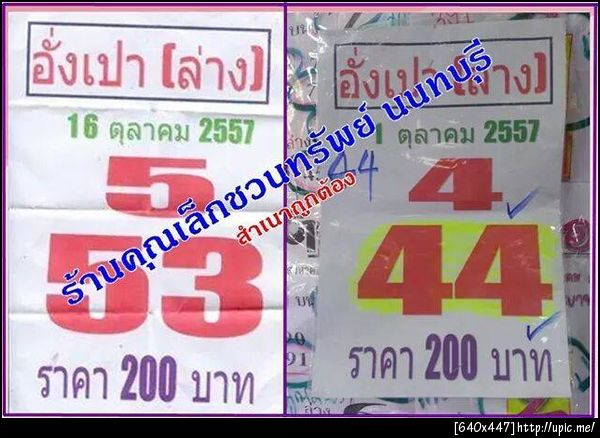 อั่งเปา (ล่าง)
16 ตุลาคม 2557
5
53
ราคา 200 บาท
อั่งเปา (ล่าง)
1 ตุลาคม 2557
44
4
44
ราคา 200 บาท
ร้านคุณเล็กชวนทรัพย์ นนทบุรี
สำเนาถูกต้อง
[640x447]http://upic.me/